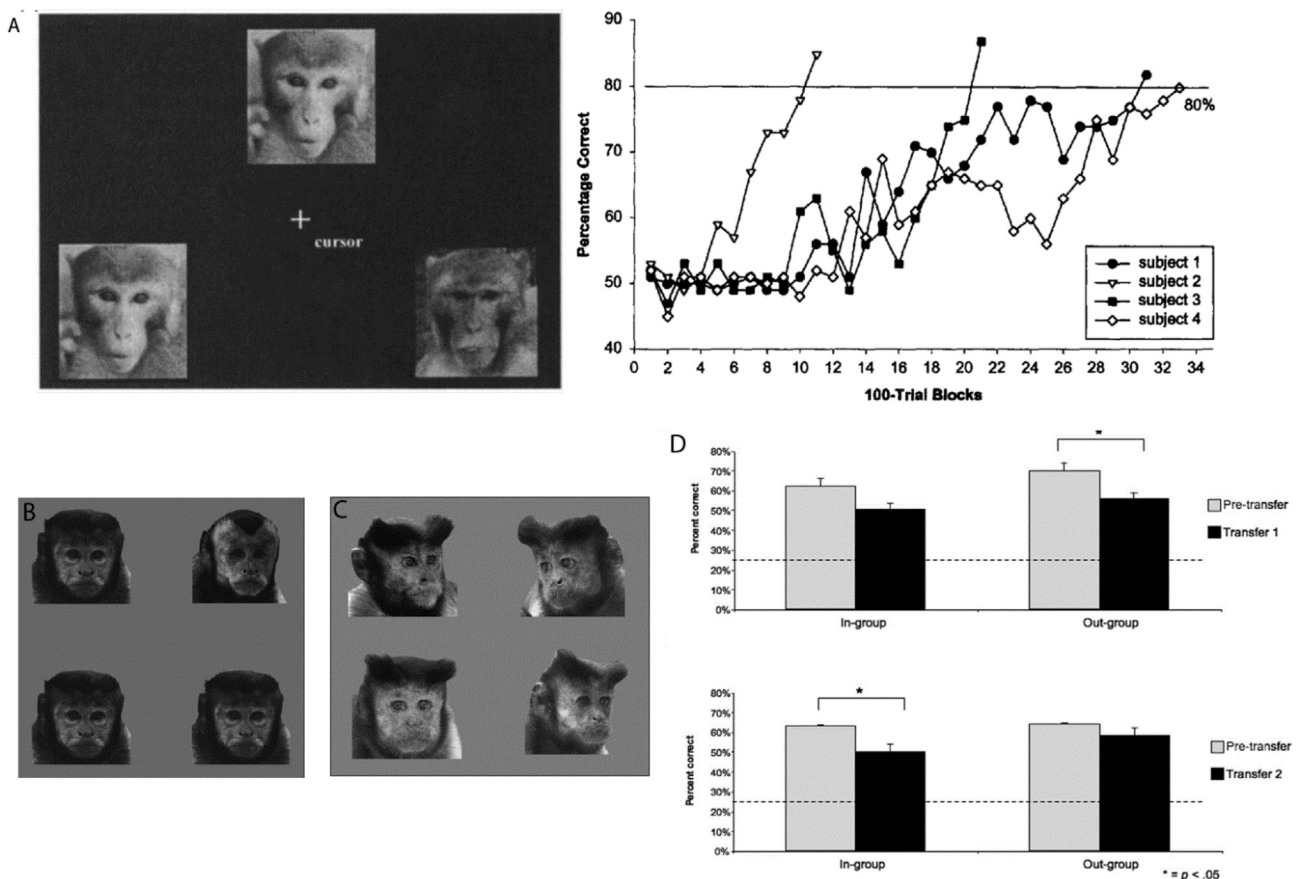 A
cursor
Percentage Correct
90
80
70
60
50
40
80%
subject 1
subject 2
subject 3
subject 4
0 2 4 6 8 10 12 14 16 18 20 22 24 26 28 30 32 34
100-Trial Blocks
B
C
D
Percent correct
80%
70%
60%
50%
40%
30%
20%
10%
0%
*
Pre-transfer
Transfer 1
In-group Out-group
Percent correct
80%
70%
60%
50%
40%
30%
20%
10%
0%
*
Pre-transfer
Transfer 2
In-group Out-group
* = p < .05